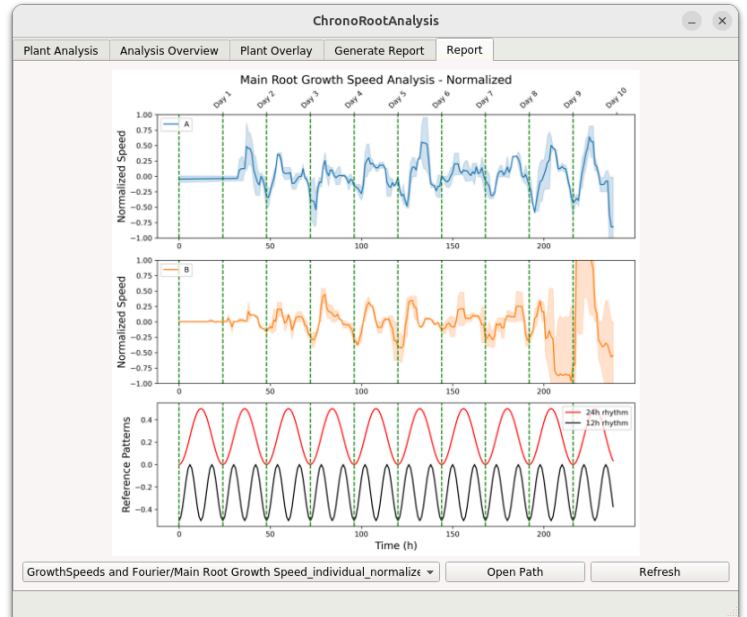 ChronoRootAnalysis
Plant Analysis Analysis Overview Plant Overlay Generate Report Report
Main Root Growth Speed Analysis - Normalized
Day 1 Day 2 Day 3 Day 4 Day 5 Day 6 Day 7 Day 8 Day 9 Day 10
Normalized Speed
1.00
0.75
0.50
0.25
0.00
−0.25
−0.50
−0.75
−1.00
A
0 50 100 150 200
Normalized Speed
1.00
0.75
0.50
0.25
0.00
−0.25
−0.50
−0.75
−1.00
B
0 50 100 150 200
Reference Patterns
0.4
0.2
0.0
−0.2
−0.4
24h rhythm
12h rhythm
0 50 100 150 200
Time (h)
GrowthSpeeds and Fourier/Main Root Growth Speed_individual_normalize Open Path Refresh